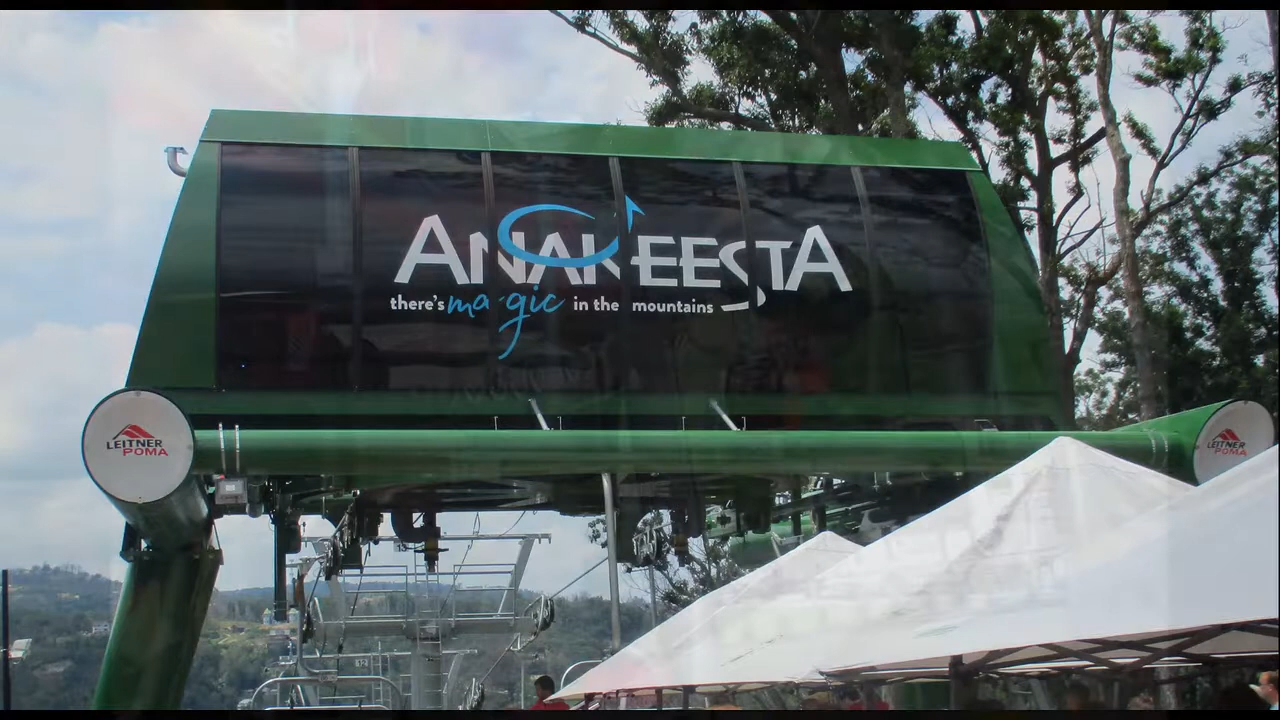 ANAKEESTA
there's magic in the mountains
LEITNER
POMA
LEITNER
POMA